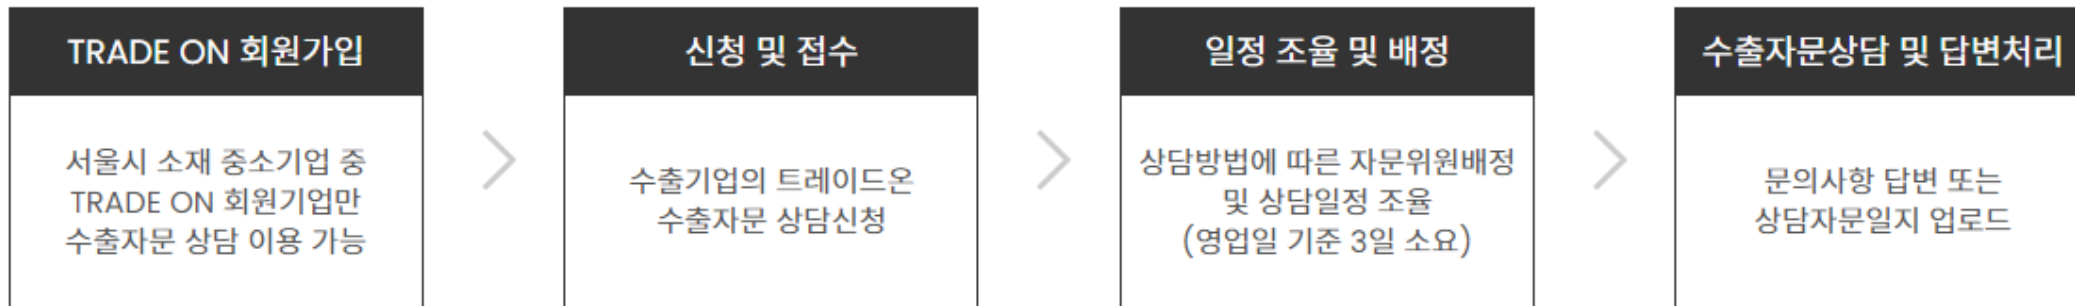 TRADE ON 회원가입
서울시 소재 중소기업 중
TRADE ON 회원기업만
수출자문 상담 이용 가능
신청 및 접수
수출기업의 트레이드온
수출자문 상담신청
일정 조율 및 배정
상담방법에 따른 자문위원배정
및 상담일정 조율
(영업일 기준 3일 소요)
수출자문상담 및 답변처리
문의사항 답변 또는
상담자문일지 업로드